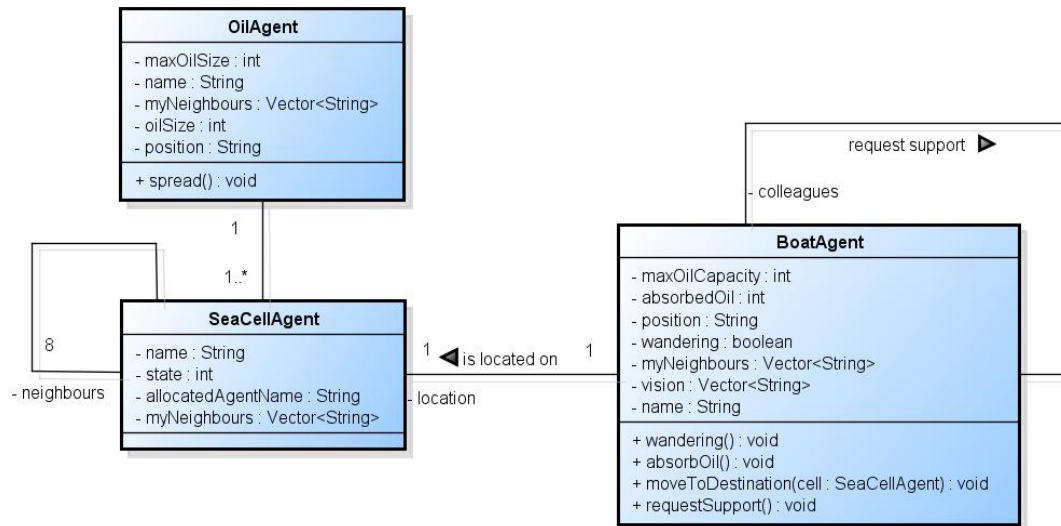 OilAgent
- maxOilSize : int
- name : String
- myNeighbours : Vector<String>
- oilSize : int
- position : String
+ spread() : void
request support
- colleagues
1
1..*
BoatAgent
- maxOilCapacity : int
- absorbedOil : int
- position : String
- wandering : boolean
- myNeighbours : Vector<String>
- vision : Vector<String>
- name : String
+ wandering() : void
+ absorbOil() : void
+ moveToDestination(cell : SeaCellAgent) : void
+ requestSupport() : void
SeaCellAgent
- name : String
- state : int
- allocatedAgentName : String
- myNeighbours : Vector<String>
8
- neighbours
1
is located on
1
- location